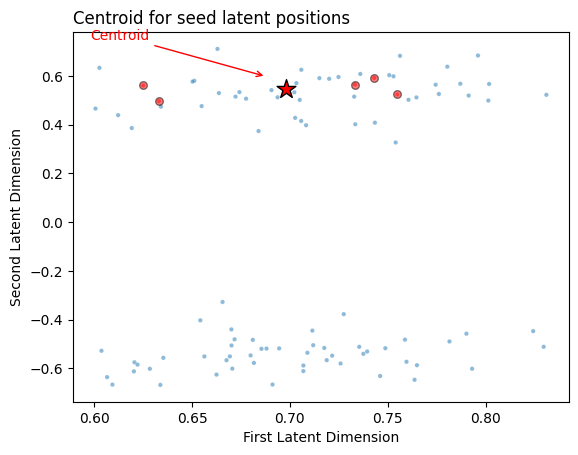 Centroid for seed latent positions
Centroid
0.6
0.4
0.2
0.0
−0.2
−0.4
−0.6
Second Latent Dimension
0.60 0.65 0.70 0.75 0.80
First Latent Dimension